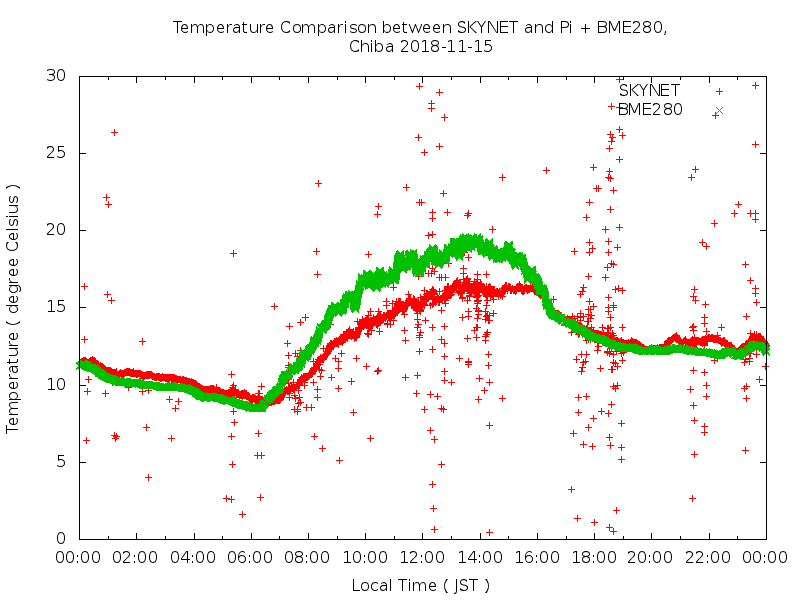 Temperature Comparison between SKYNET and Pi + BME280,
Chiba 2018-11-15
SKYNET
BME280
30
25
20
15
10
5
0
Temperature ( degree Celsius )
00:00 02:00 04:00 06:00 08:00 10:00 12:00 14:00 16:00 18:00 20:00 22:00 00:00
Local Time ( JST )